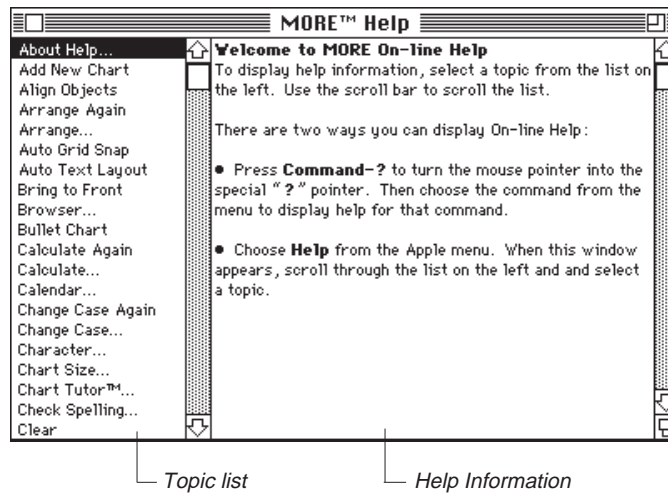 MORE™ Help
About Help...
Add New Chart
Align Objects
Arrange Again
Arrange...
Auto Grid Snap
Auto Text Layout
Bring to Front
Browser...
Bullet Chart
Calculate Again
Calculate...
Calendar...
Change Case Again
Change Case...
Character...
Chart Size...
Chart Tutor™...
Check Spelling...
Clear
Welcome to MORE On-line Help
To display help information, select a topic from the list on
the left. Use the scroll bar to scroll the list.
There are two ways you can display On-line Help:
• Press Command-? to turn the mouse pointer into the
special "?" pointer. Then choose the command from the
menu to display help for that command.
• Choose Help from the Apple menu. When this window
appears, scroll through the list on the left and and select
a topic.
Topic list
Help Information